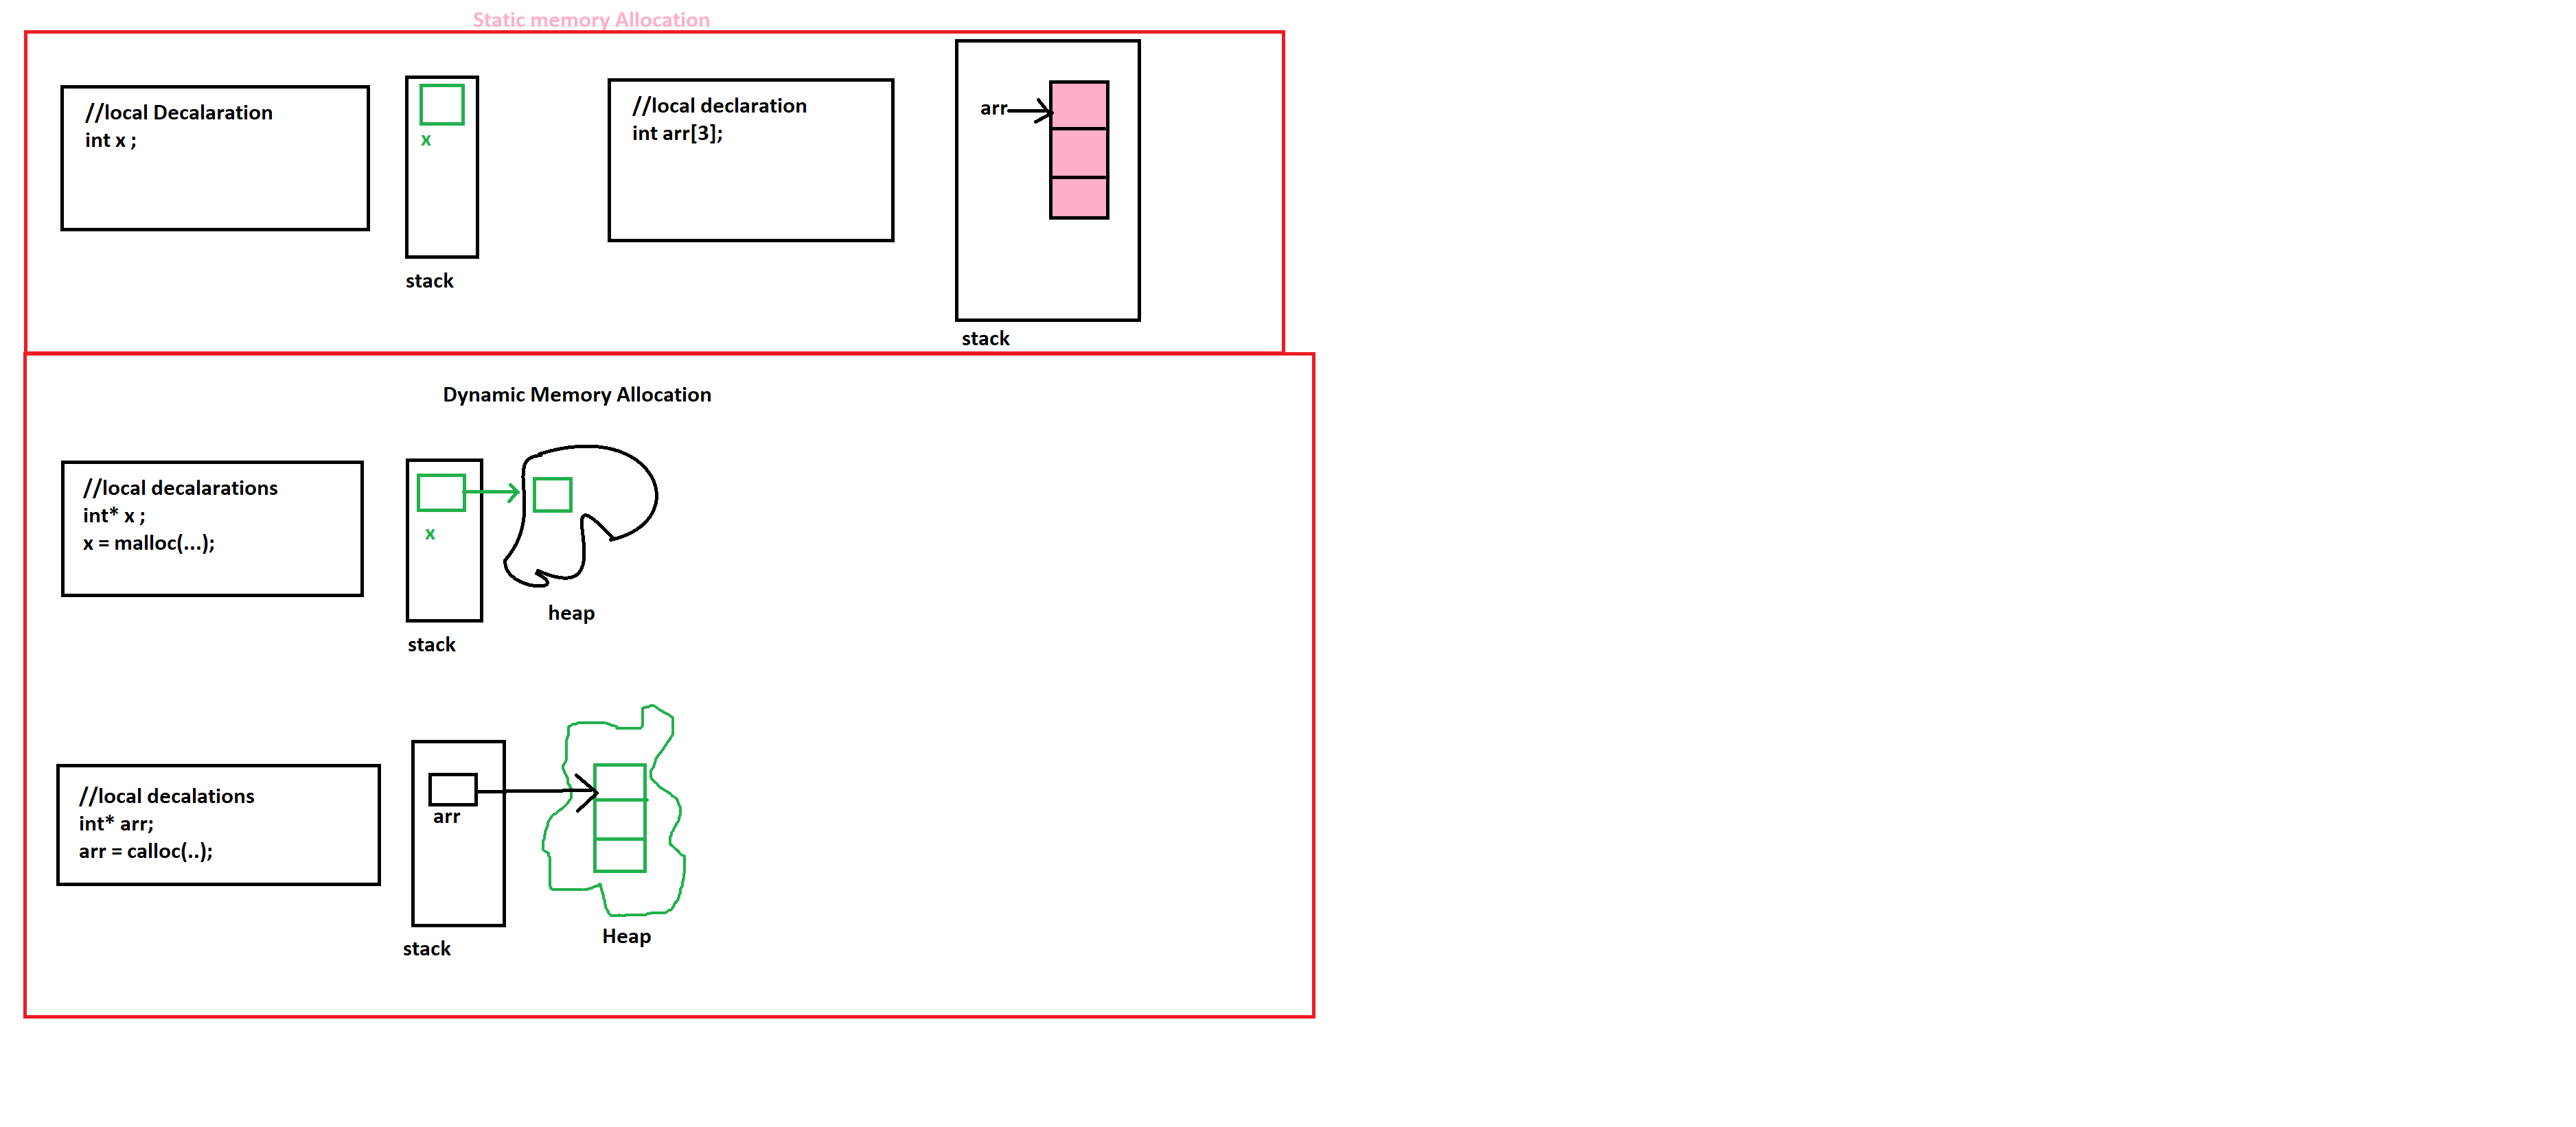 Static memory Allocation
//local Decalaration
int x ;
x
stack
//local declaration
int arr[3];
arr
stack
Dynamic Memory Allocation
//local decalarations
int* x ;
x = malloc(...);
x
stack
heap
//local decalations
int* arr;
arr = calloc(..);
arr
stack
Heap